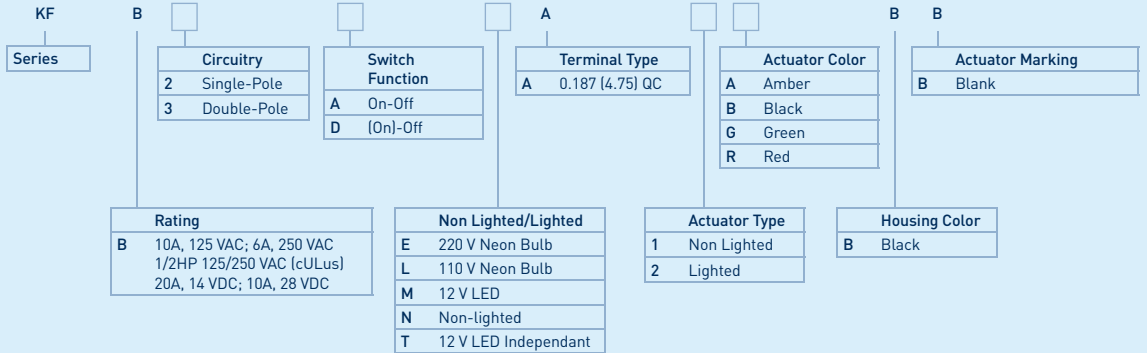 KF B A B B
Series
Circuitry
2 Single-Pole
3 Double-Pole
Switch
Function
A On-Off
D (On)-Off
Terminal Type
A 0.187 (4.75) QC
Actuator Color
A Amber
B Black
G Green
R Red
Actuator Marking
B Blank
Rating
B 10A, 125 VAC; 6A, 250 VAC
1/2HP 125/250 VAC (cULus)
20A, 14 VDC; 10A, 28 VDC
Non Lighted/Lighted
E 220 V Neon Bulb
L 110 V Neon Bulb
M 12 V LED
N Non-lighted
T 12 V LED Independant
Actuator Type
1 Non Lighted
2 Lighted
Housing Color
B Black